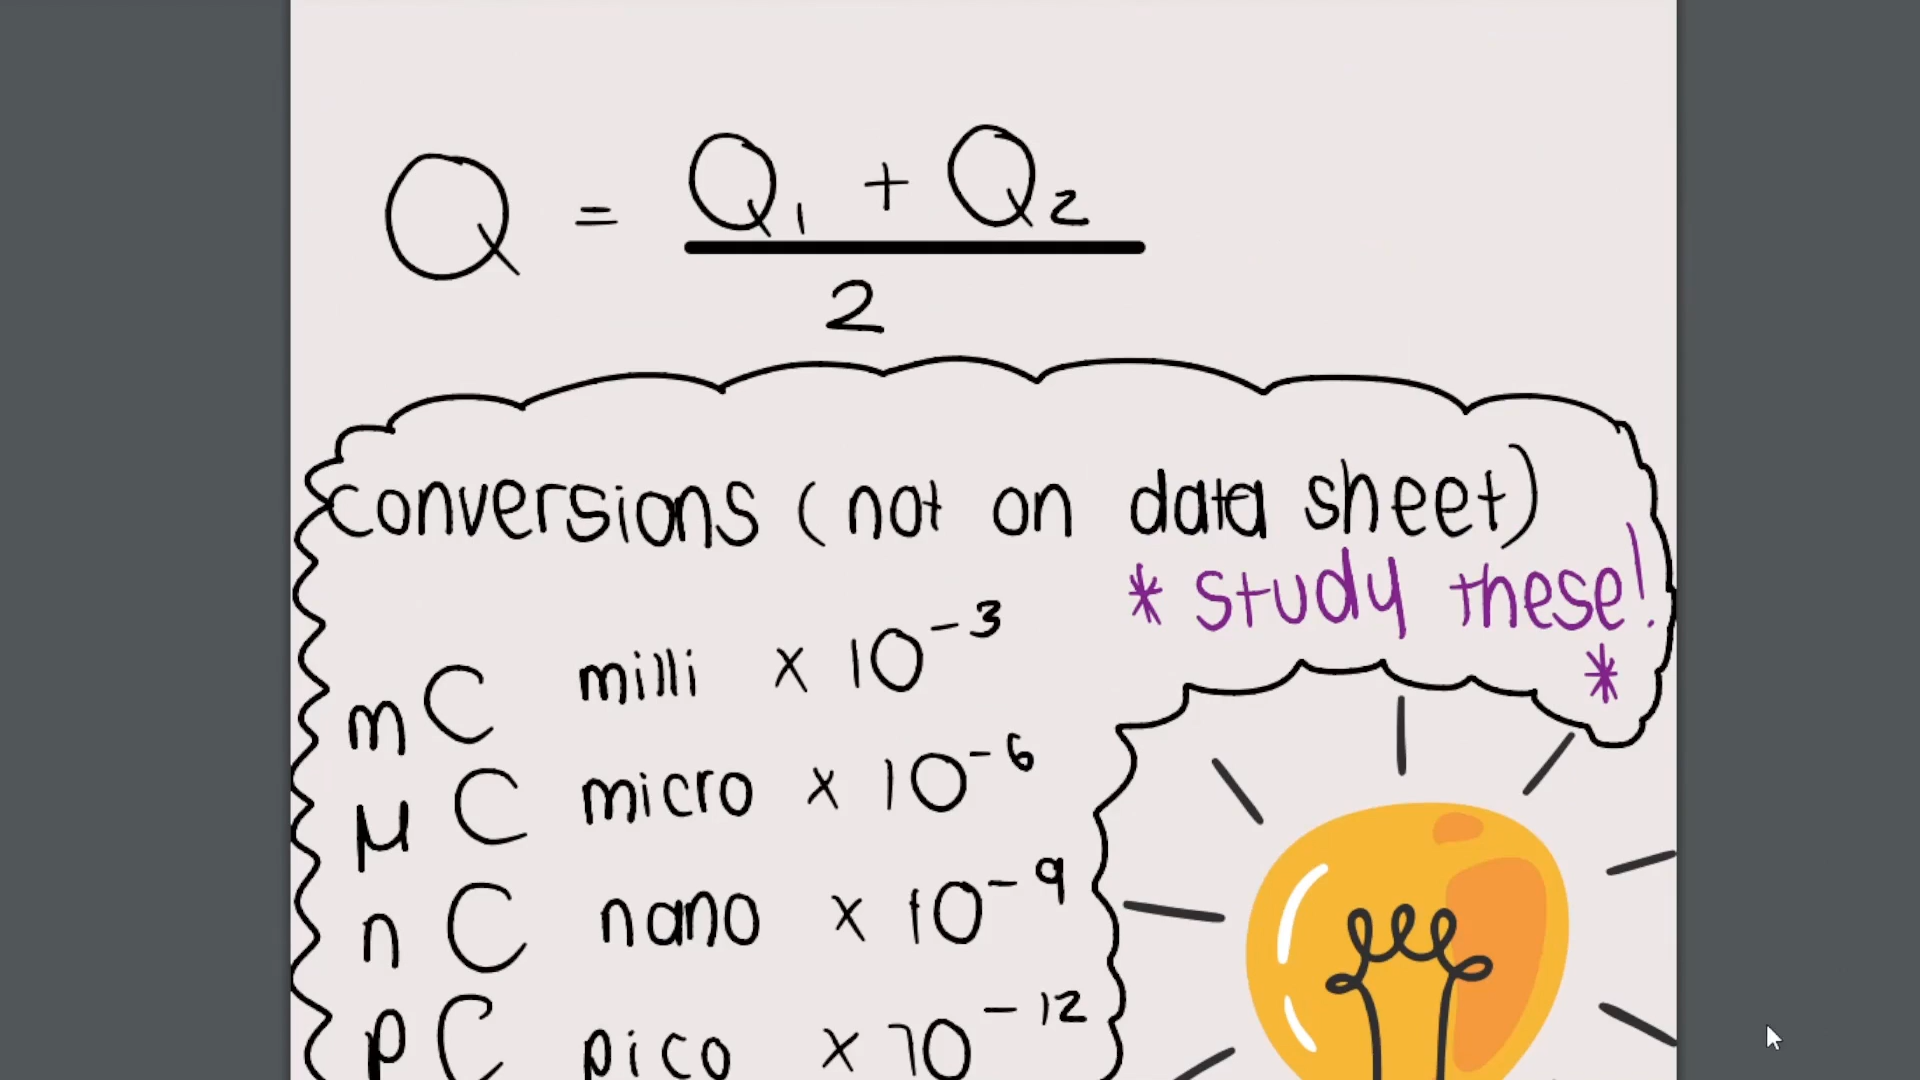 Q = Q₁ + Q₂
2
conversions (not on data sheet)
* study these! *
mC milli x 10⁻³
μC micro x 10⁻⁶
nC nano x 10⁻⁹
pC pico x 10⁻¹²